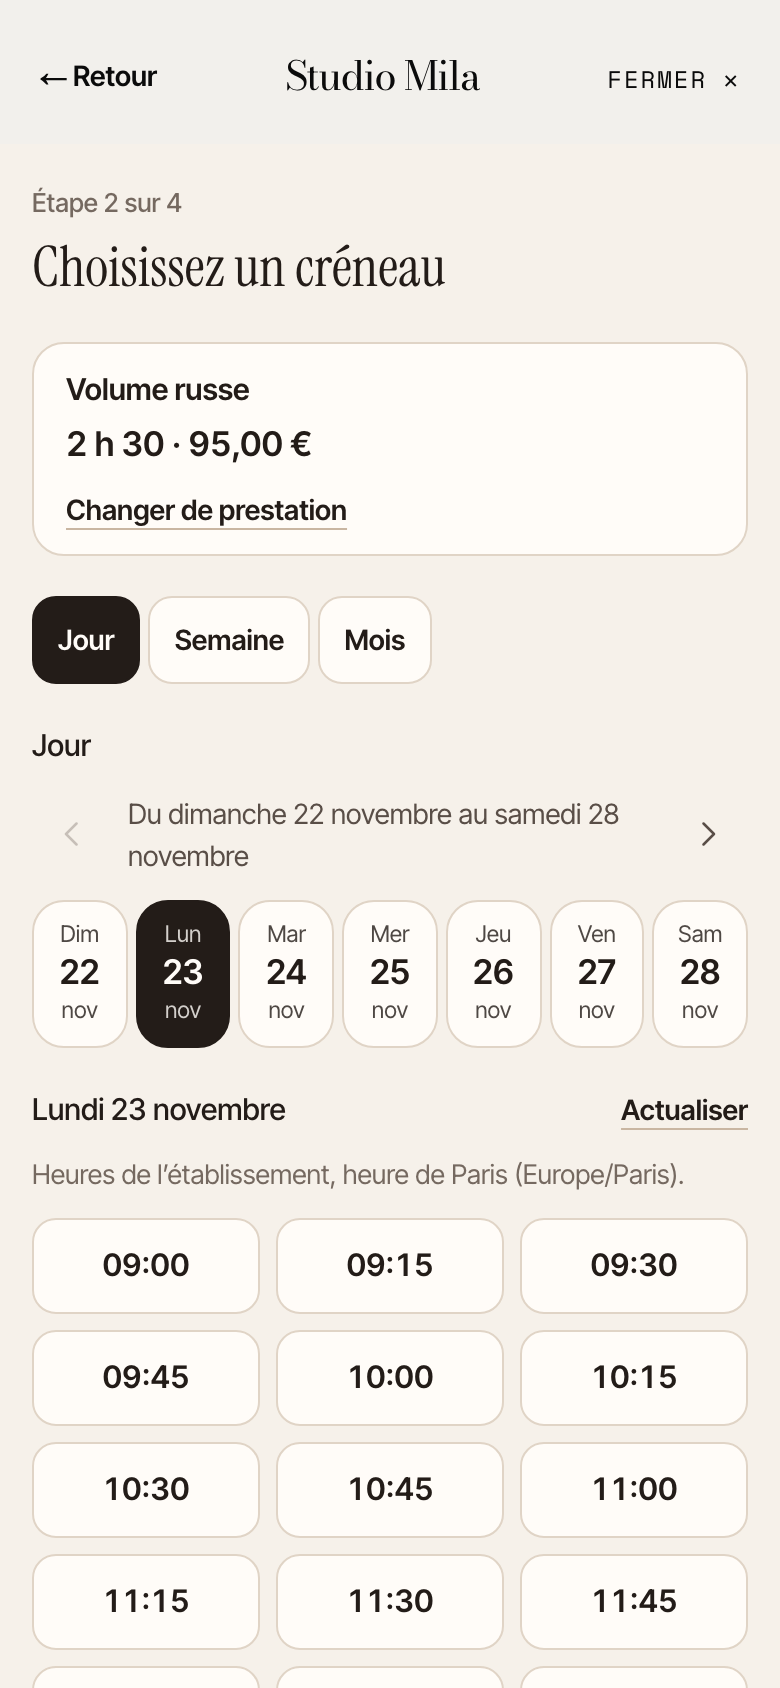 ← Retour
Studio Mila
FERMER ×
Étape 2 sur 4
Choisissez un créneau
Volume russe
2 h 30 · 95,00 €
Changer de prestation
Jour
Semaine
Mois
Jour
Du dimanche 22 novembre au samedi 28
novembre
Dim
22
nov
Lun
23
nov
Mar
24
nov
Mer
25
nov
Jeu
26
nov
Ven
27
nov
Sam
28
nov
Lundi 23 novembre
Actualiser
Heures de l’établissement, heure de Paris (Europe/Paris).
09:00
09:15
09:30
09:45
10:00
10:15
10:30
10:45
11:00
11:15
11:30
11:45